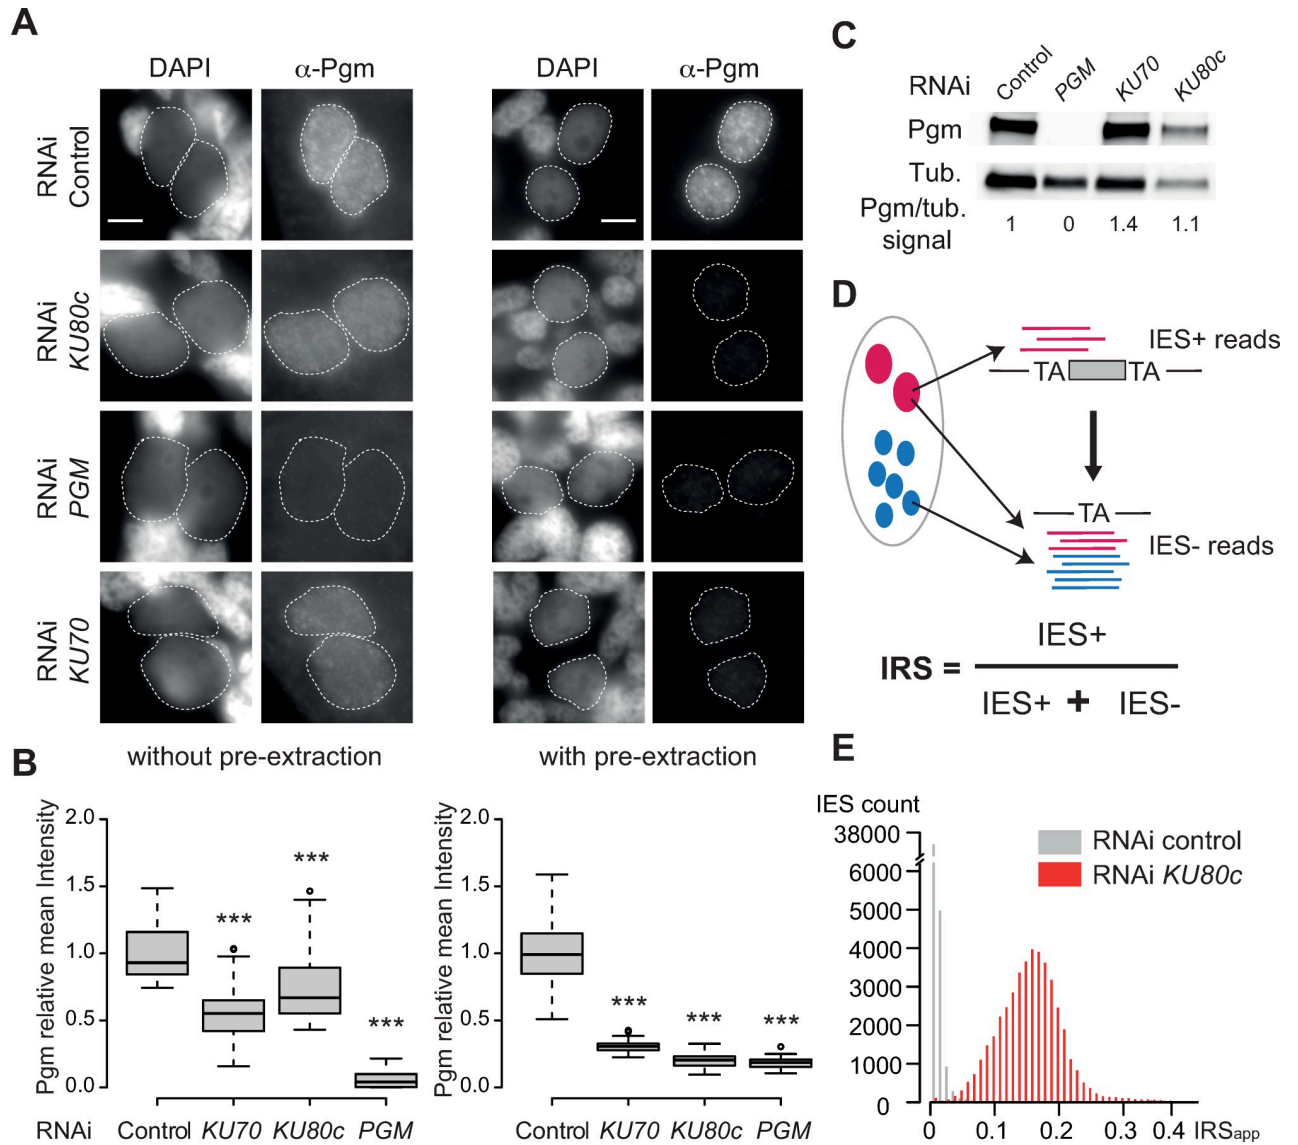 A
DAPI
α-Pgm
DAPI
α-Pgm
RNAi
Control
RNAi
KU80c
RNAi
PGM
RNAi
KU70
without pre-extraction
with pre-extraction
B
Pgm relative mean Intensity
2.0
1.5
1.0
0.5
0.0
***
***
***
RNAi
Control
KU70
KU80c
PGM
Pgm relative mean Intensity
2.0
1.5
1.0
0.5
0.0
***
***
***
Control
KU70
KU80c
PGM
C
RNAi
Control
PGM
KU70
KU80c
Pgm
Tub.
Pgm/tub.
signal
1
0
1.4
1.1
D
IES+ reads
TA
TA
TA
IES- reads
IRS =
IES+
IES+ + IES-
E
IES count
38000
6000
5000
4000
3000
2000
1000
0
RNAi control
RNAi KU80c
0
0.1
0.2
0.3
0.4
IRSapp